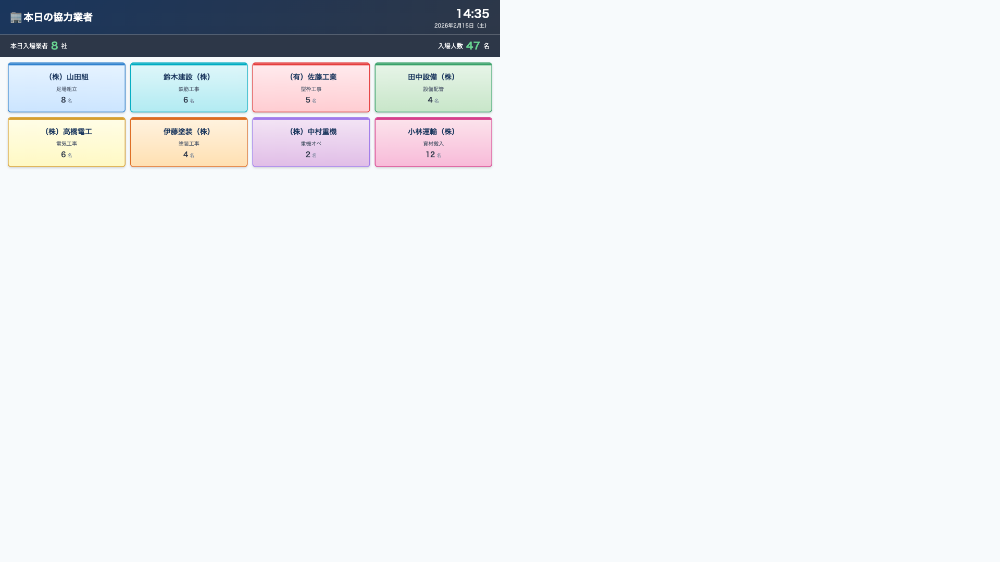 本日の協力業者
14:35
2026年2月15日（土）
本日入場業者 8 社
入場人数 47 名
（株）山田組
足場組立
8 名
鈴木建設（株）
鉄筋工事
6 名
（有）佐藤工業
型枠工事
5 名
田中設備（株）
設備配管
4 名
（株）高橋電工
電気工事
6 名
伊藤塗装（株）
塗装工事
4 名
（株）中村重機
重機オペ
2 名
小林運輸（株）
資材搬入
12 名